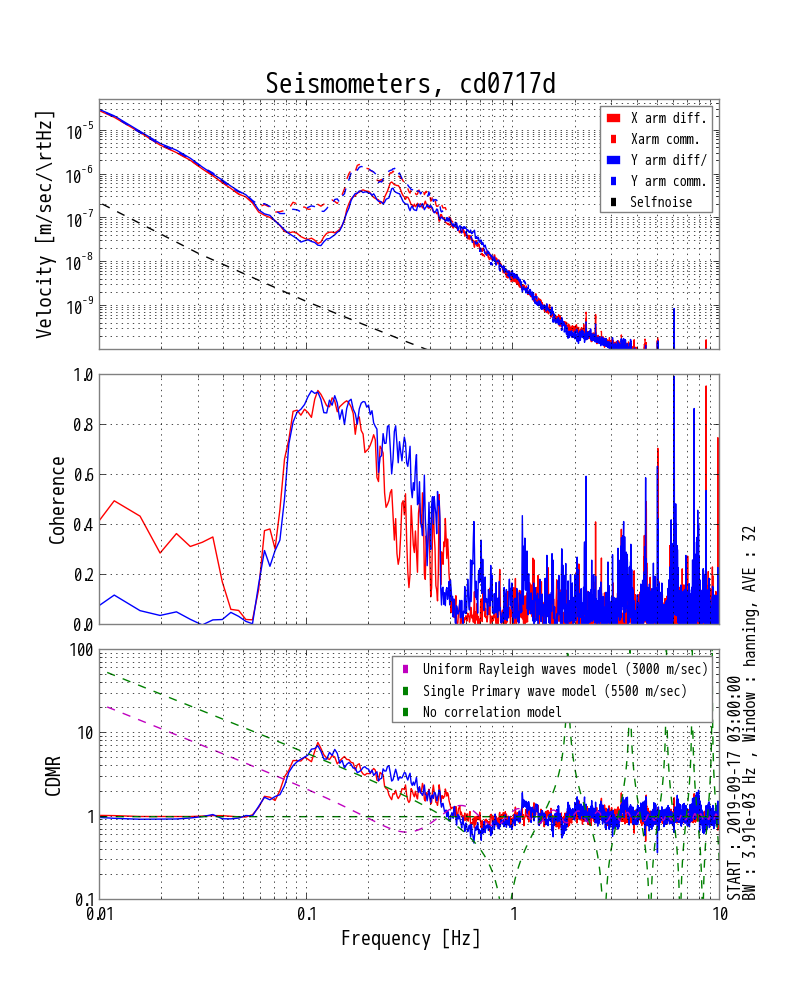 Seismometers, cd0717d
Velocity [m/sec/\rtHz]
10^-5
10^-6
10^-7
10^-8
10^-9
X arm diff.
Xarm comm.
Y arm diff/
Y arm comm.
Selfnoise
Coherence
1.0
0.8
0.6
0.4
0.2
0.0
CDMR
100
10
1
0.1
Uniform Rayleigh waves model (3000 m/sec)
Single Primary wave model (5500 m/sec)
No correlation model
0.01
0.1
1
10
Frequency [Hz]
START : 2019-09-17 03:00:00
BW : 3.91e-03 Hz , Window : hanning, AVE : 32